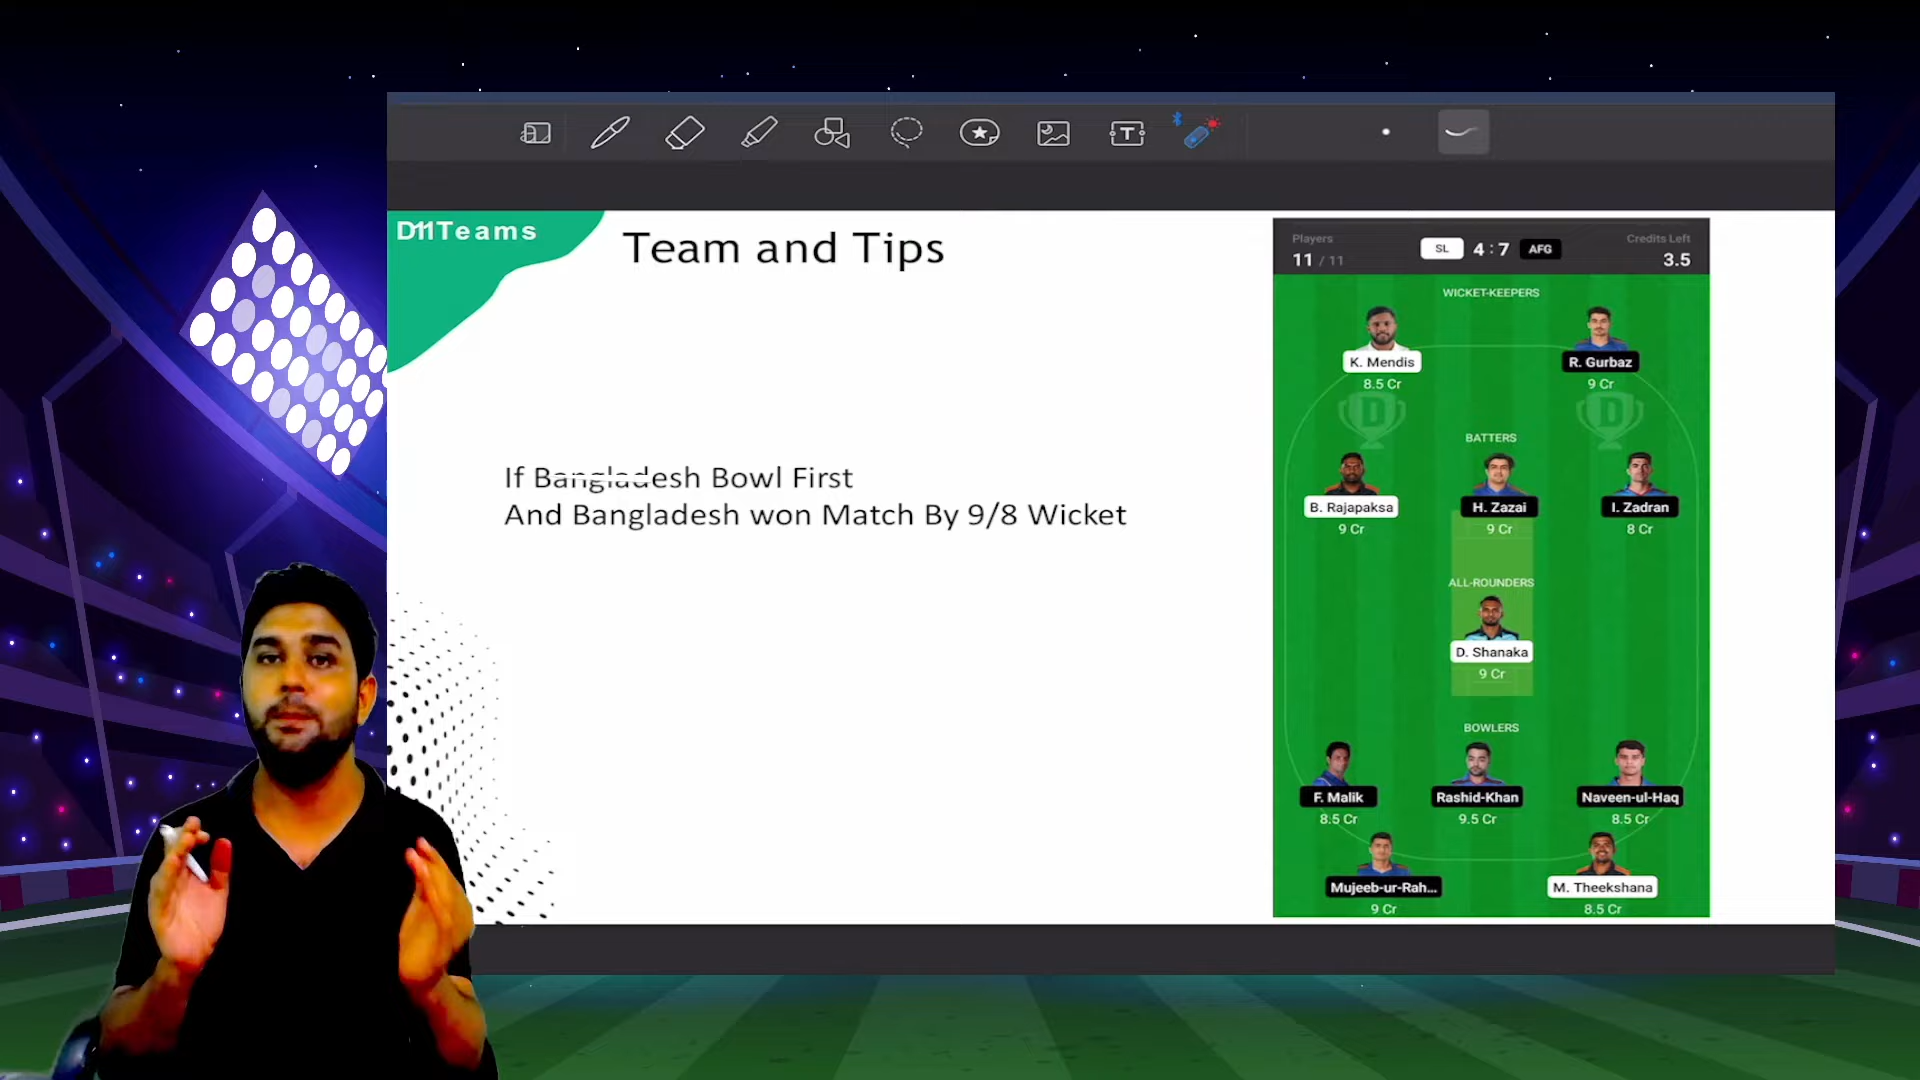 D11Teams
Team and Tips
If Bangladesh Bowl First
And Bangladesh won Match By 9/8 Wicket
Players
11 / 11
SL 4 : 7 AFG
Credits Left
3.5
WICKET-KEEPERS
K. Mendis
8.5 Cr
R. Gurbaz
9 Cr
BATTERS
B. Rajapaksa
9 Cr
H. Zazai
9 Cr
I. Zadran
8 Cr
ALL-ROUNDERS
D. Shanaka
9 Cr
BOWLERS
F. Malik
8.5 Cr
Rashid-Khan
9.5 Cr
Naveen-ul-Haq
8.5 Cr
Mujeeb-ur-Rah...
9 Cr
M. Theekshana
8.5 Cr